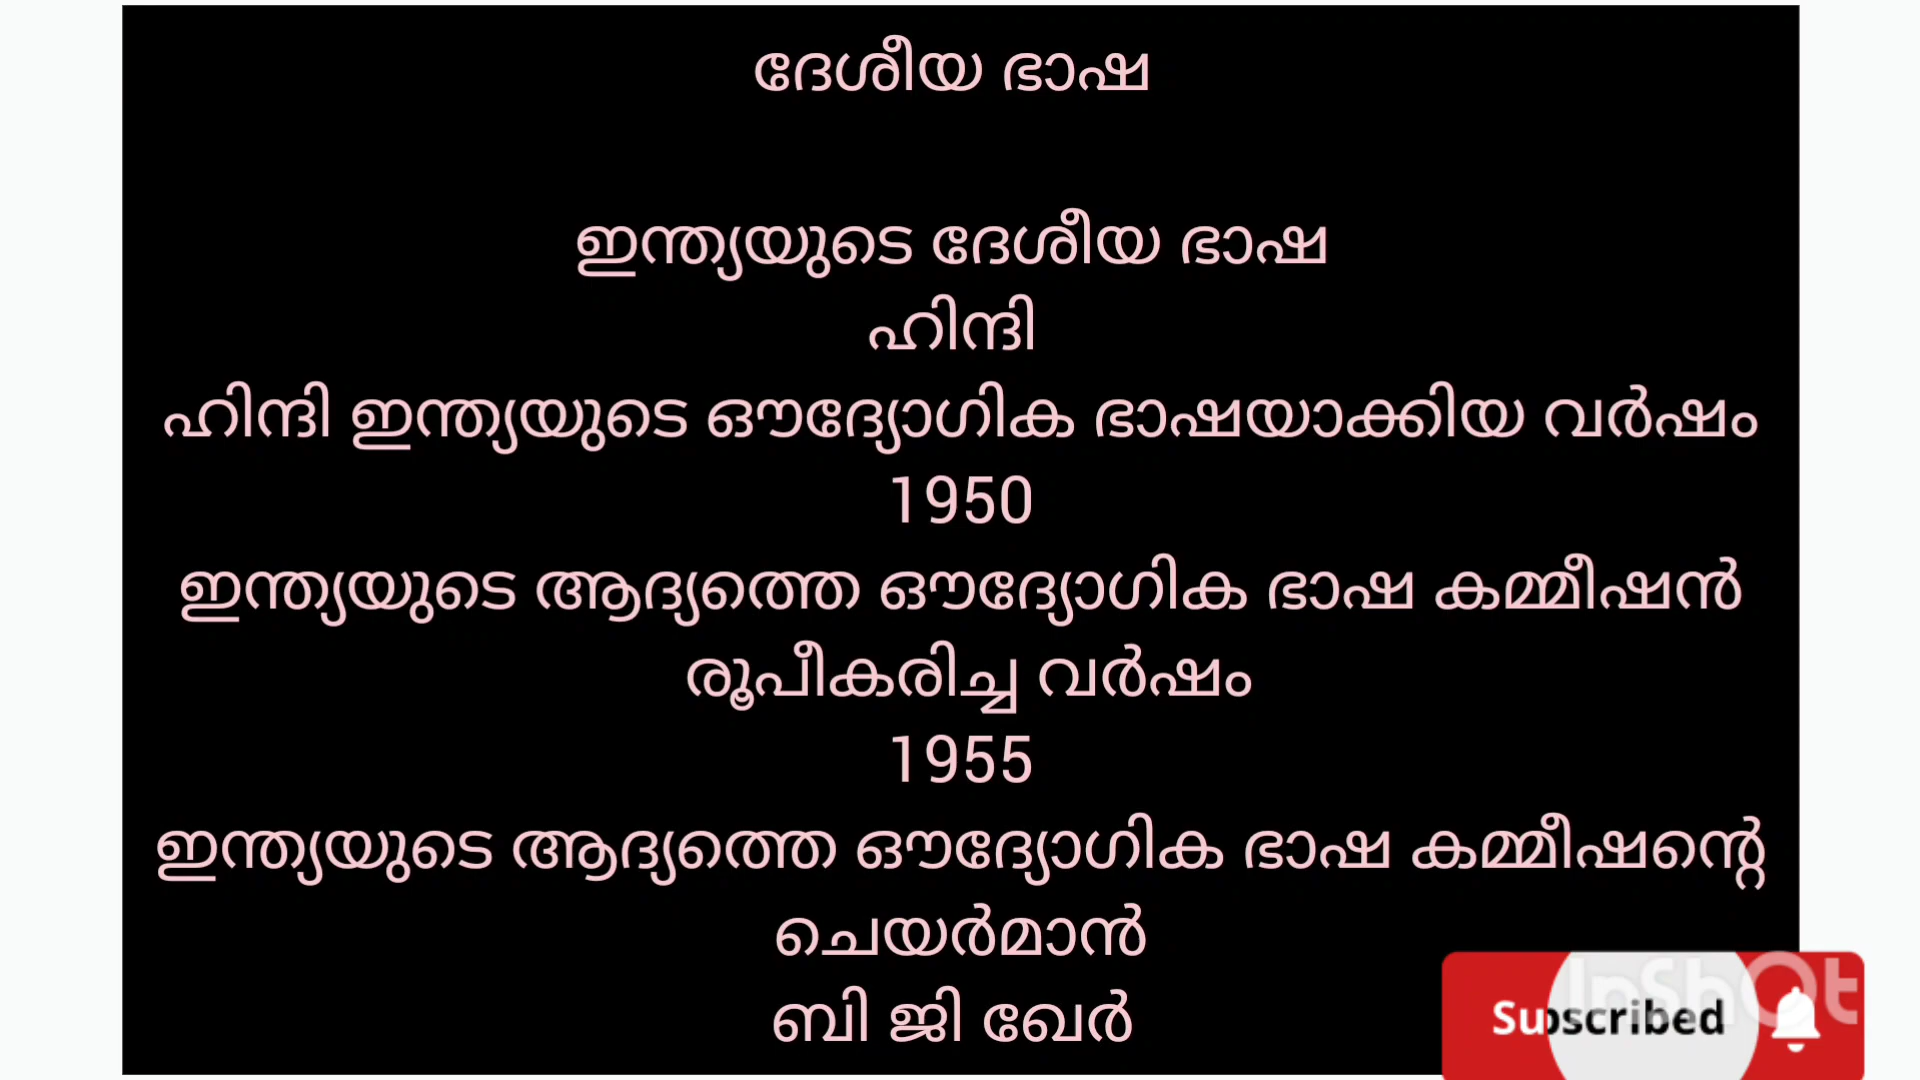 ദേശീയ ഭാഷ
ഇന്ത്യയുടെ ദേശീയ ഭാഷ
ഹിന്ദി
ഹിന്ദി ഇന്ത്യയുടെ ഔദ്യോഗിക ഭാഷയാക്കിയ വർഷം
1950
ഇന്ത്യയുടെ ആദ്യത്തെ ഔദ്യോഗിക ഭാഷ കമ്മീഷൻ
രൂപീകരിച്ച വർഷം
1955
ഇന്ത്യയുടെ ആദ്യത്തെ ഔദ്യോഗിക ഭാഷ കമ്മീഷന്റെ
ചെയർമാൻ
ബി ജി ഖേർ
InShOt
Subscribed